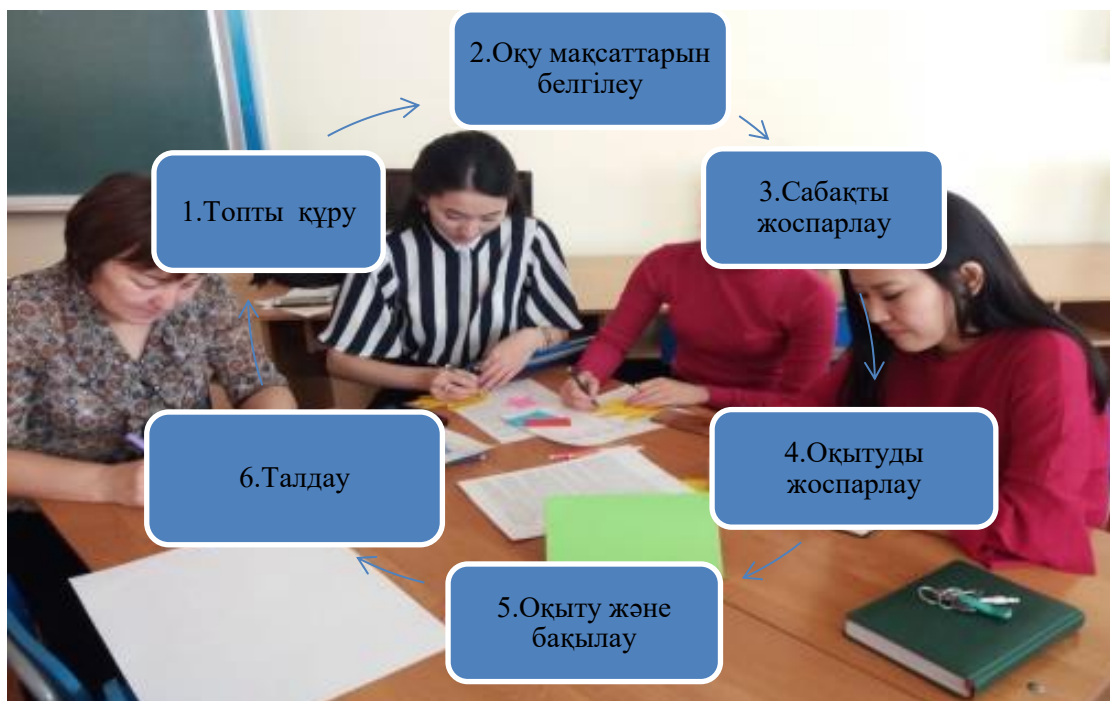 1.Топты құру
2.Оқу мақсаттарын
белгілеу
3.Сабақты
жоспарлау
4.Оқытуды
жоспарлау
5.Оқыту және
бақылау
6.Талдау